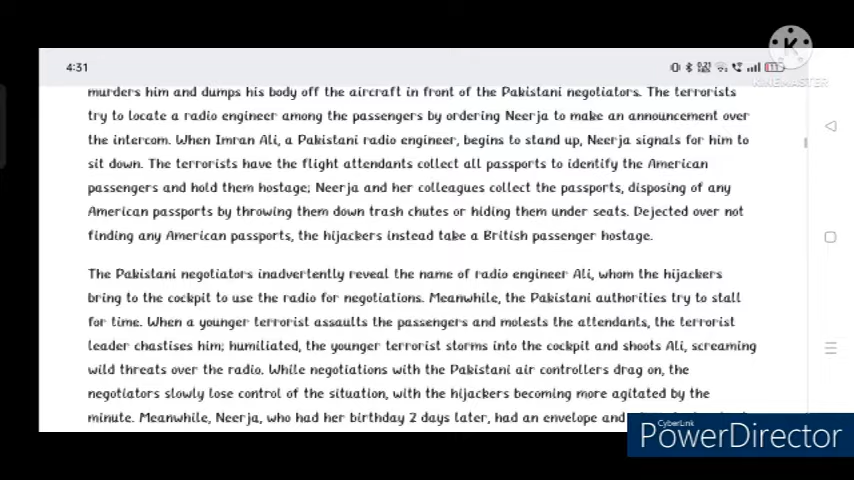 4:31
KINEMASTER
murders him and dumps his body off the aircraft in front of the Pakistani negotiators. The terrorists
try to locate a radio engineer among the passengers by ordering Neerja to make an announcement over
the intercom. When Imran Ali, a Pakistani radio engineer, begins to stand up, Neerja signals for him to
sit down. The terrorists have the flight attendants collect all passports to identify the American
passengers and hold them hostage; Neerja and her colleagues collect the passports, disposing of any
American passports by throwing them down trash chutes or hiding them under seats. Dejected over not
finding any American passports, the hijackers instead take a British passenger hostage.
The Pakistani negotiators inadvertently reveal the name of radio engineer Ali, whom the hijackers
bring to the cockpit to use the radio for negotiations. Meanwhile, the Pakistani authorities try to stall
for time. When a younger terrorist assaults the passengers and molests the attendants, the terrorist
leader chastises him; humiliated, the younger terrorist storms into the cockpit and shoots Ali, screaming
wild threats over the radio. While negotiations with the Pakistani air controllers drag on, the
negotiators slowly lose control of the situation, with the hijackers becoming more agitated by the
minute. Meanwhile, Neerja, who had her birthday 2 days later, had an envelope and
CyberLink
PowerDirector